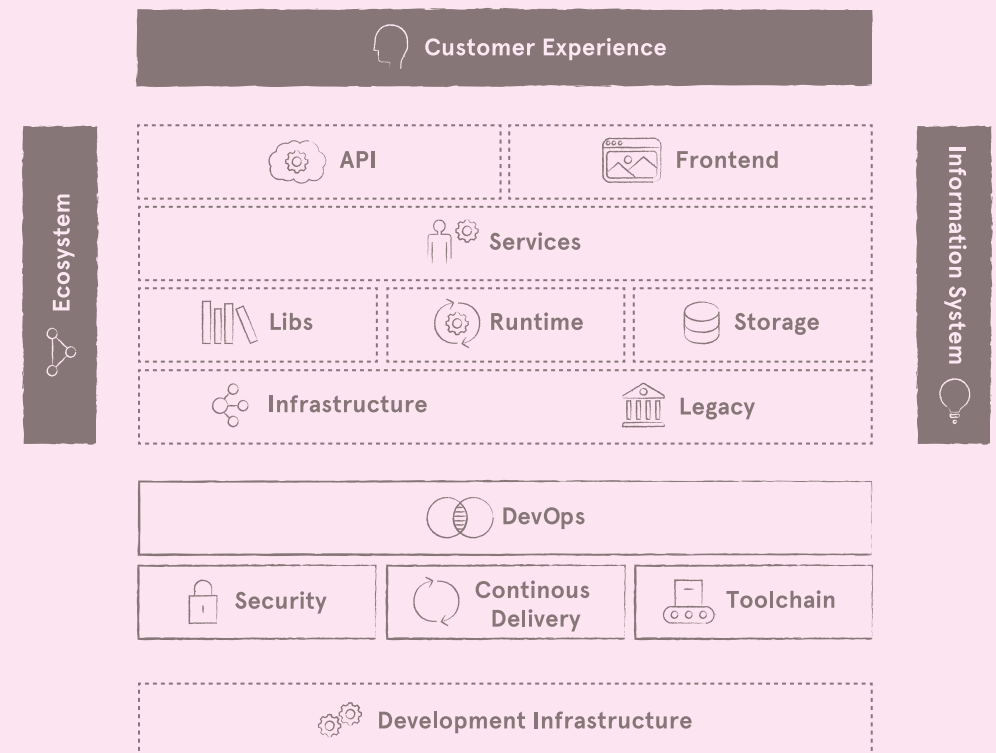 Customer Experience
Ecosystem
API
Frontend
Services
Libs
Runtime
Storage
Infrastructure
Legacy
Information System
DevOps
Security
Continous
Delivery
Toolchain
Development Infrastructure